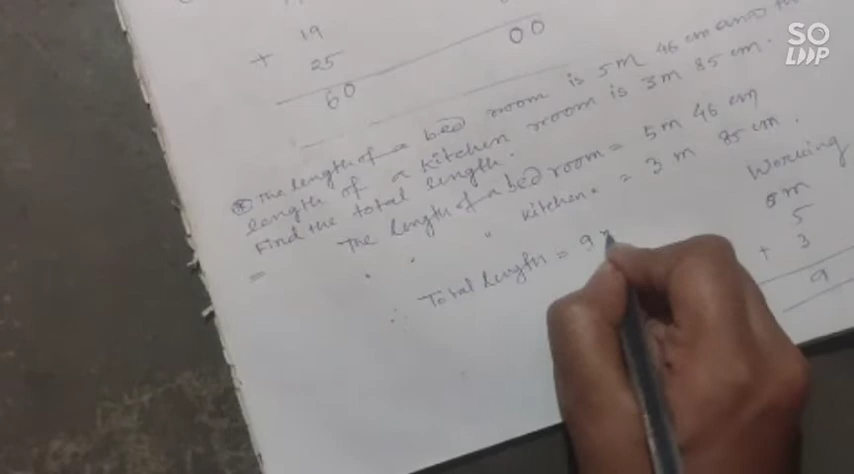 19
+ 25
60 00
The length of a bed room is 5m 46 cm and the
length of a kitchen room is 3m 85 cm.
Find the total length.
= The length of a bed room = 5m 46 cm
" " " kitchen " = 3m 85 cm.
∴ Total length = 9
Working
m
5
+ 3
9
SO LOOP